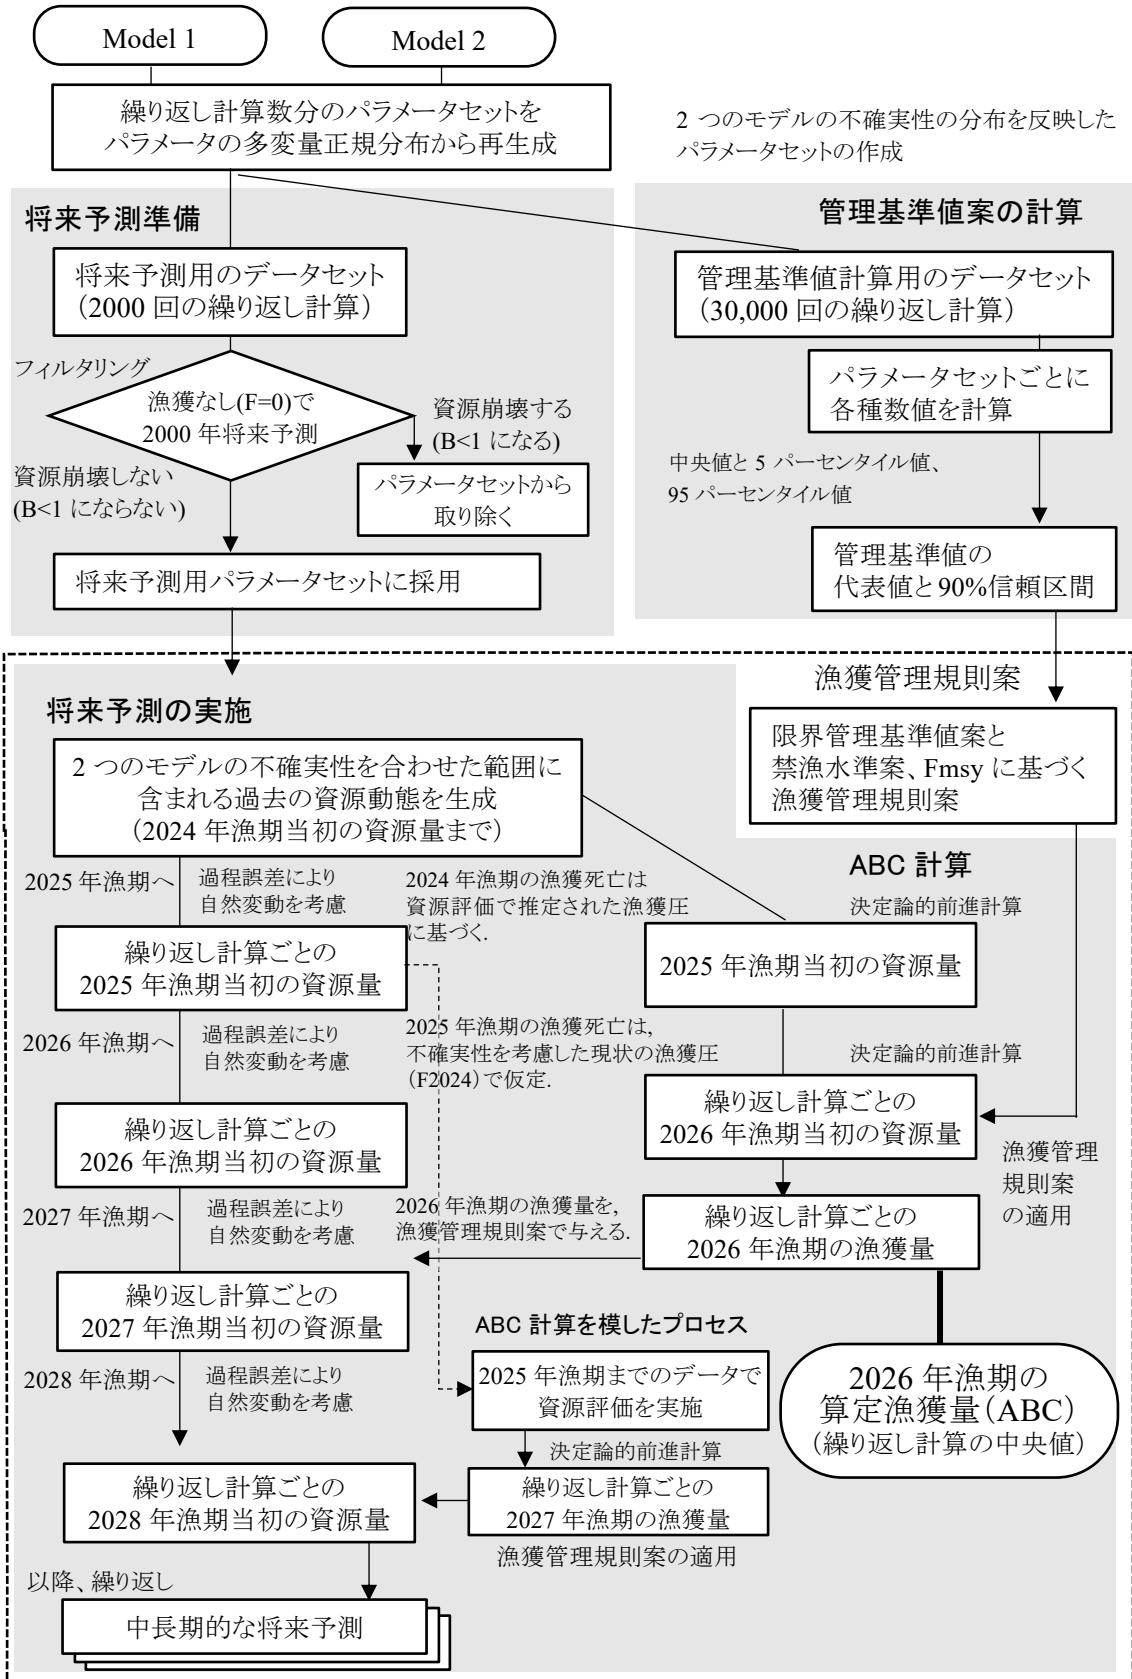 Model 1
Model 2
繰り返し計算数分のパラメータセットを
パラメータの多変量正規分布から再生成
2 つのモデルの不確実性の分布を反映した
パラメータセットの作成
将来予測準備
将来予測用のデータセット
（2000 回の繰り返し計算）
フィルタリング
漁獲なし(F=0)で
2000 年将来予測
資源崩壊する
(B<1 になる)
資源崩壊しない
(B<1 にならない)
パラメータセットから
取り除く
将来予測用パラメータセットに採用
管理基準値案の計算
管理基準値計算用のデータセット
（30,000 回の繰り返し計算）
パラメータセットごとに
各種数値を計算
中央値と 5 パーセンタイル値、
95 パーセンタイル値
管理基準値の
代表値と90%信頼区間
漁獲管理規則案
限界管理基準値案と
禁漁水準案、Fmsy に基づく
漁獲管理規則案
将来予測の実施
2 つのモデルの不確実性を合わせた範囲に
含まれる過去の資源動態を生成
（2024 年漁期当初の資源量まで）
2025 年漁期へ
過程誤差により
自然変動を考慮
2024 年漁期の漁獲死亡は
資源評価で推定された漁獲圧
に基づく.
ABC 計算
決定論的前進計算
繰り返し計算ごとの
2025 年漁期当初の資源量
2025 年漁期当初の資源量
2026 年漁期へ
過程誤差により
自然変動を考慮
2025 年漁期の漁獲死亡は,
不確実性を考慮した現状の漁獲圧
（F2024）で仮定.
決定論的前進計算
繰り返し計算ごとの
2026 年漁期当初の資源量
繰り返し計算ごとの
2026 年漁期当初の資源量
漁獲管理
規則案
の適用
2027 年漁期へ
過程誤差により
自然変動を考慮
2026 年漁期の漁獲量を,
漁獲管理規則案で与える.
繰り返し計算ごとの
2026 年漁期の漁獲量
繰り返し計算ごとの
2027 年漁期当初の資源量
ABC 計算を模したプロセス
2028 年漁期へ
過程誤差により
自然変動を考慮
2025 年漁期までのデータで
資源評価を実施
2026 年漁期の
算定漁獲量（ABC）
（繰り返し計算の中央値）
決定論的前進計算
繰り返し計算ごとの
2028 年漁期当初の資源量
繰り返し計算ごとの
2027 年漁期の漁獲量
漁獲管理規則案の適用
以降、繰り返し
中長期的な将来予測